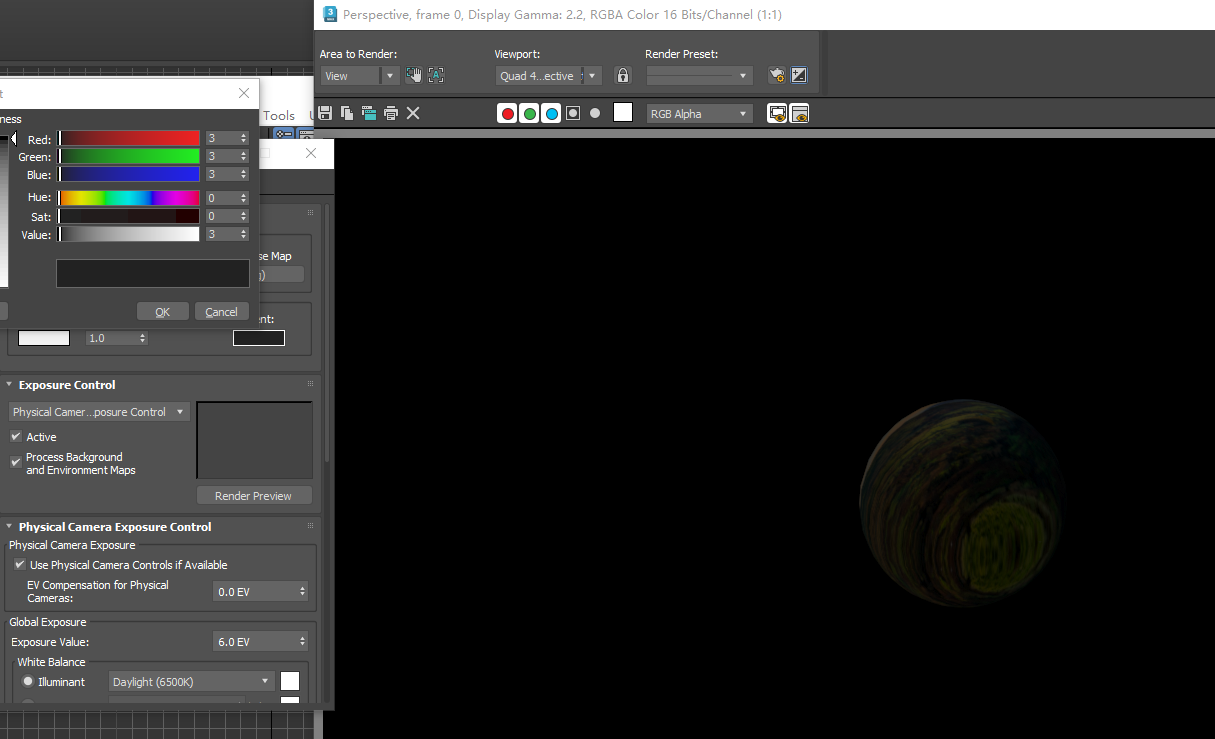 Perspective, frame 0, Display Gamma: 2.2, RGBA Color 16 Bits/Channel (1:1)
Area to Render:
Viewport:
Render Preset:
View
Quad 4...ective
RGB Alpha
Tools
ness
Red: 3
Green: 3
Blue: 3
Hue: 0
Sat: 0
Value: 3
OK
Cancel
se Map
g)
nt:
1.0
Exposure Control
Physical Camer...posure Control
Active
Process Background
and Environment Maps
Render Preview
Physical Camera Exposure Control
Physical Camera Exposure
Use Physical Camera Controls if Available
EV Compensation for Physical
Cameras:
0.0 EV
Global Exposure
Exposure Value:
6.0 EV
White Balance
Illuminant
Daylight (6500K)